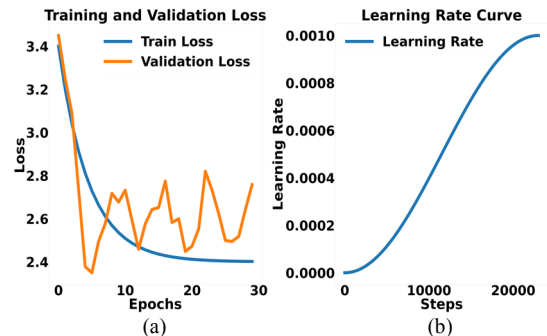 Training and Validation Loss
Train Loss
Validation Loss
3.4
3.2
3.0
2.8
2.6
2.4
Loss
0
10
20
30
Epochs
(a)
Learning Rate Curve
Learning Rate
0.0010
0.0008
0.0006
0.0004
0.0002
0.0000
Learning Rate
0
10000
20000
Steps
(b)